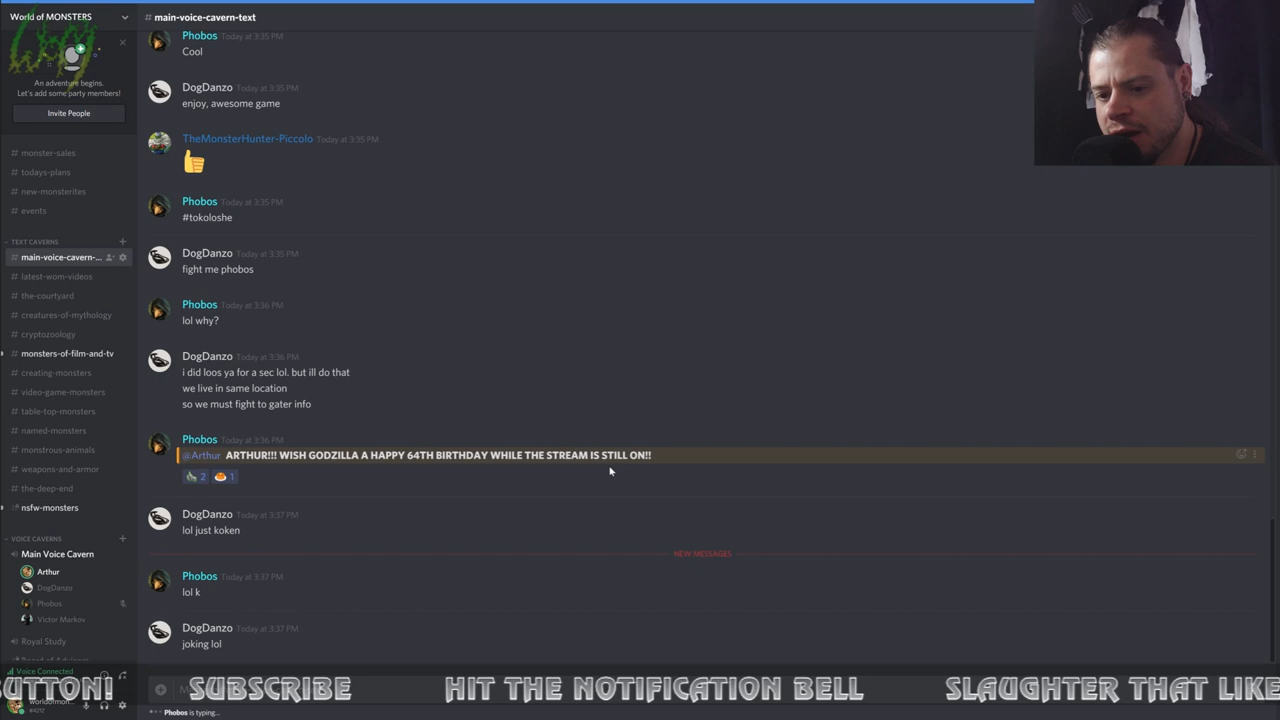 World of MONSTERS
An adventure begins.
Let's add some party members!
Invite People
# monster-sales
# todays-plans
# new-monsterites
# events
TEXT CAVERNS
# main-voice-cavern-...
# latest-wom-videos
# the-courtyard
# creatures-of-mythology
# cryptozoology
# monsters-of-film-and-tv
# creating-monsters
# video-game-monsters
# table-top-monsters
# named-monsters
# monstrous-animals
# weapons-and-armor
# the-deep-end
nsfw-monsters
VOICE CAVERNS
Main Voice Cavern
Arthur
DogDanzo
Phobos
Victor Markov
Royal Study
Voice Connected
#4212
# main-voice-cavern-text
Phobos Today at 3:35 PM
Cool
DogDanzo Today at 3:35 PM
enjoy, awesome game
TheMonsterHunter-Piccolo Today at 3:35 PM
Phobos Today at 3:35 PM
#tokoloshe
DogDanzo Today at 3:35 PM
fight me phobos
Phobos Today at 3:36 PM
lol why?
DogDanzo Today at 3:36 PM
i did loos ya for a sec lol. but ill do that
we live in same location
so we must fight to gater info
Phobos Today at 3:36 PM
@Arthur ARTHUR!!! WISH GODZILLA A HAPPY 64TH BIRTHDAY WHILE THE STREAM IS STILL ON!!
2 1
DogDanzo Today at 3:37 PM
lol just koken
NEW MESSAGES
Phobos Today at 3:37 PM
lol k
DogDanzo Today at 3:37 PM
joking lol
BUTTON! SUBSCRIBE HIT THE NOTIFICATION BELL SLAUGHTER THAT LIKE
Phobos is typing...